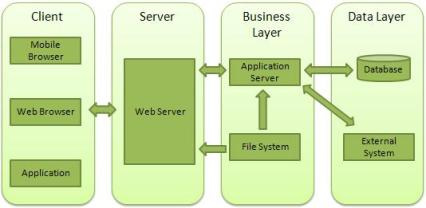 Client
Mobile
Browser
Web Browser
Application
Server
Web Server
Business
Layer
Application
Server
File System
Data Layer
Database
External
System